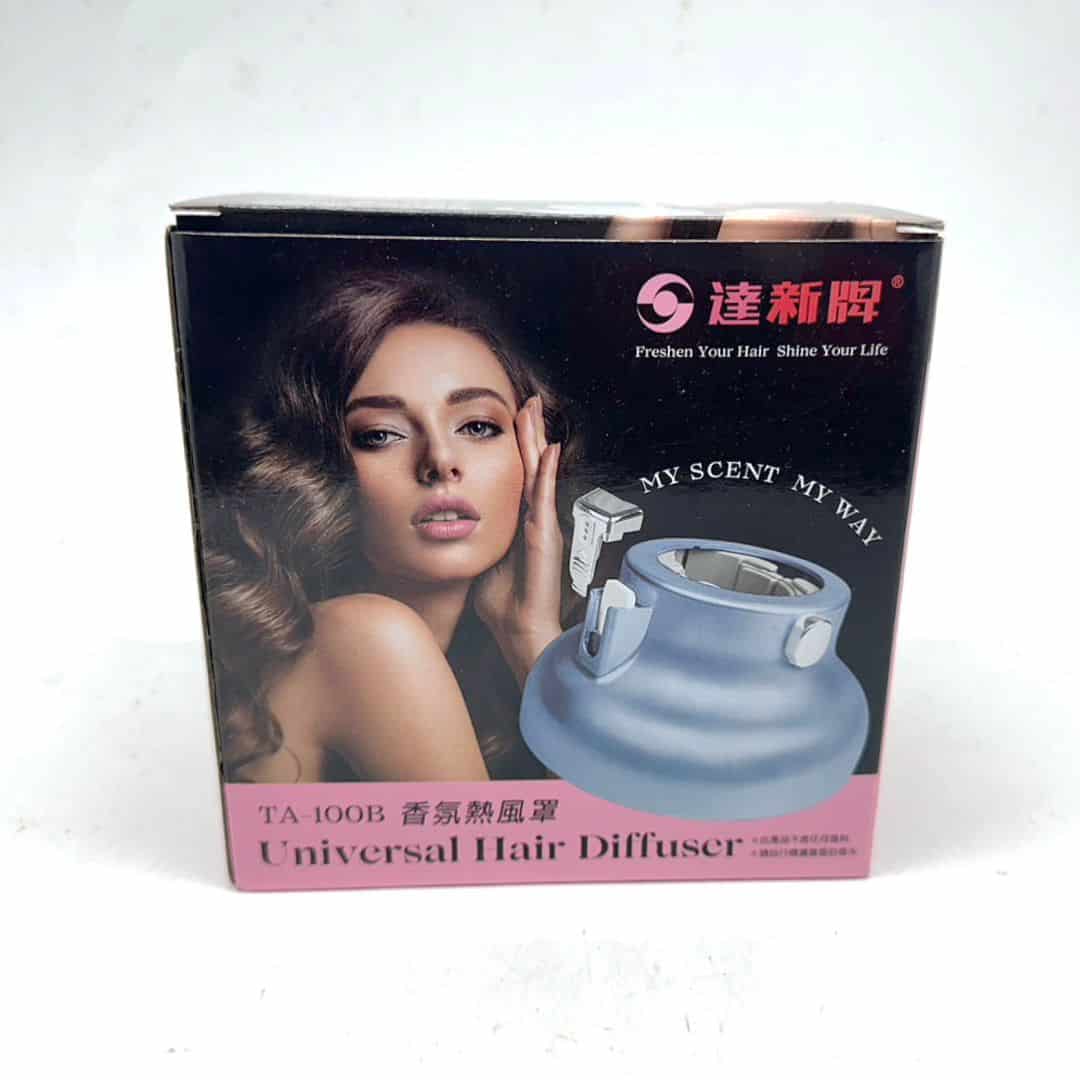 達新牌®
Freshen Your Hair Shine Your Life
MY SCENT MY WAY
TA-100B 香氛熱風罩
Universal Hair Diffuser